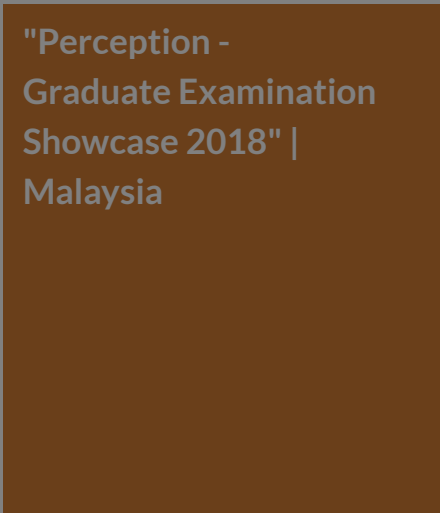 "Perception -
Graduate Examination
Showcase 2018" |
Malaysia